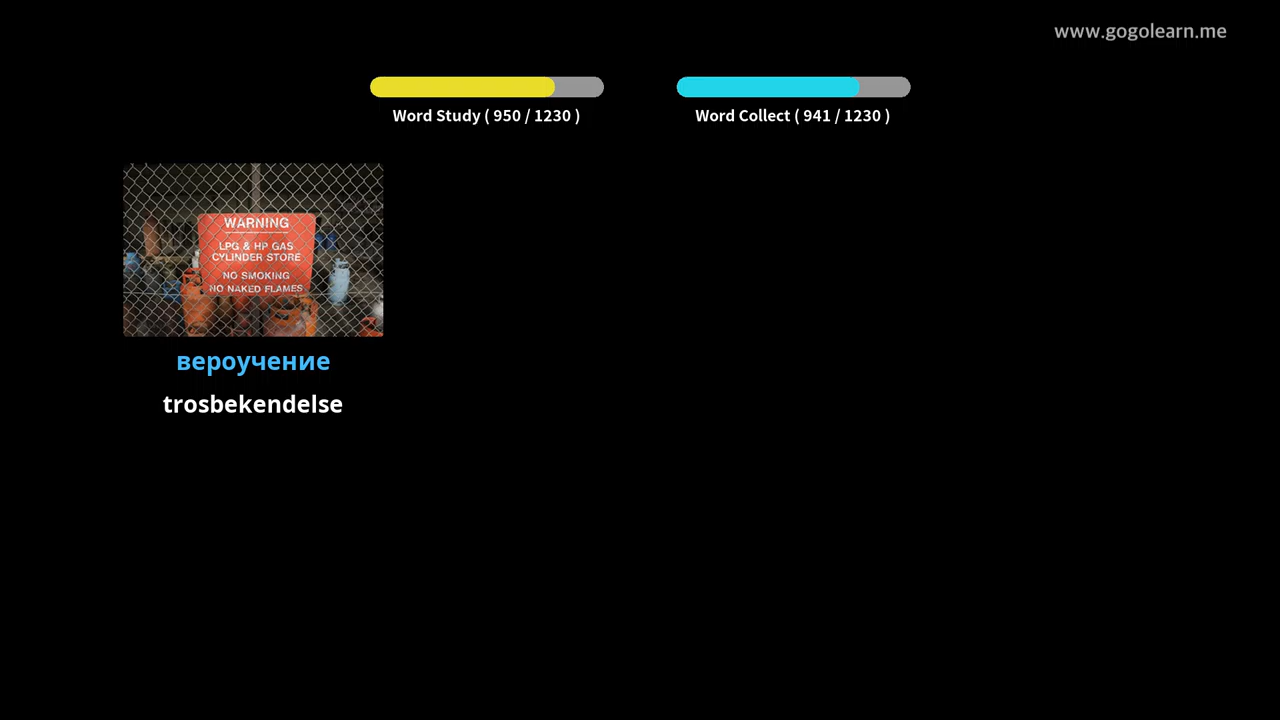 www.gogolearn.me
Word Study ( 950 / 1230 )
Word Collect ( 941 / 1230 )
WARNING
LPG & HP GAS
CYLINDER STORE
NO SMOKING
NO NAKED FLAMES
вероучение
trosbekendelse